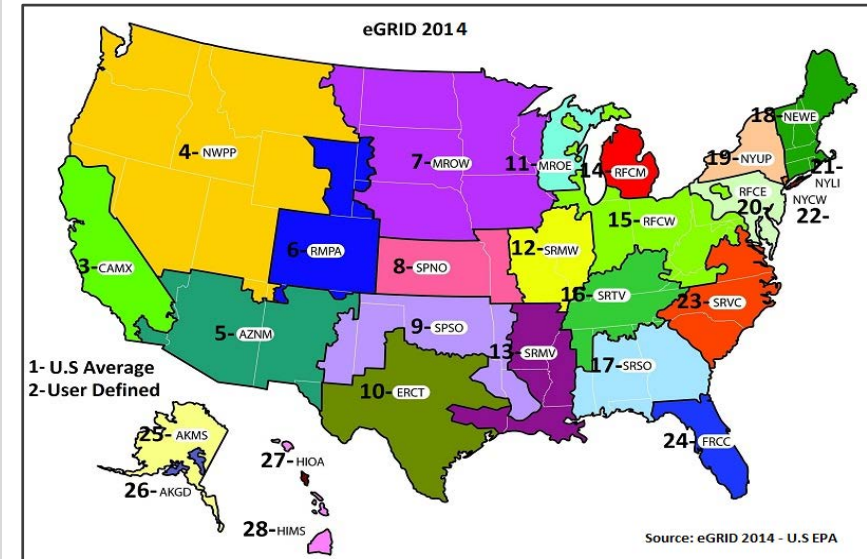 eGRID 2014
18-NEWE
4-NWPP
7-MROW
11-MROE
14-RFCM
19-NYUP
21-
NYLI
RFCE
20-
NYCW
22-
15-RFCW
6-RMPA
12-SRMW
3-CAMX
8-SPNO
16-SRTV
23-SRVC
5-AZNM
9-SPSO
13-SRMV
17-SRSO
1- U.S Average
2-User Defined
10-ERCT
25-AKMS
24-FRCC
27-HIOA
26-AKGD
28-HIMS
Source: eGRID 2014 - U.S EPA